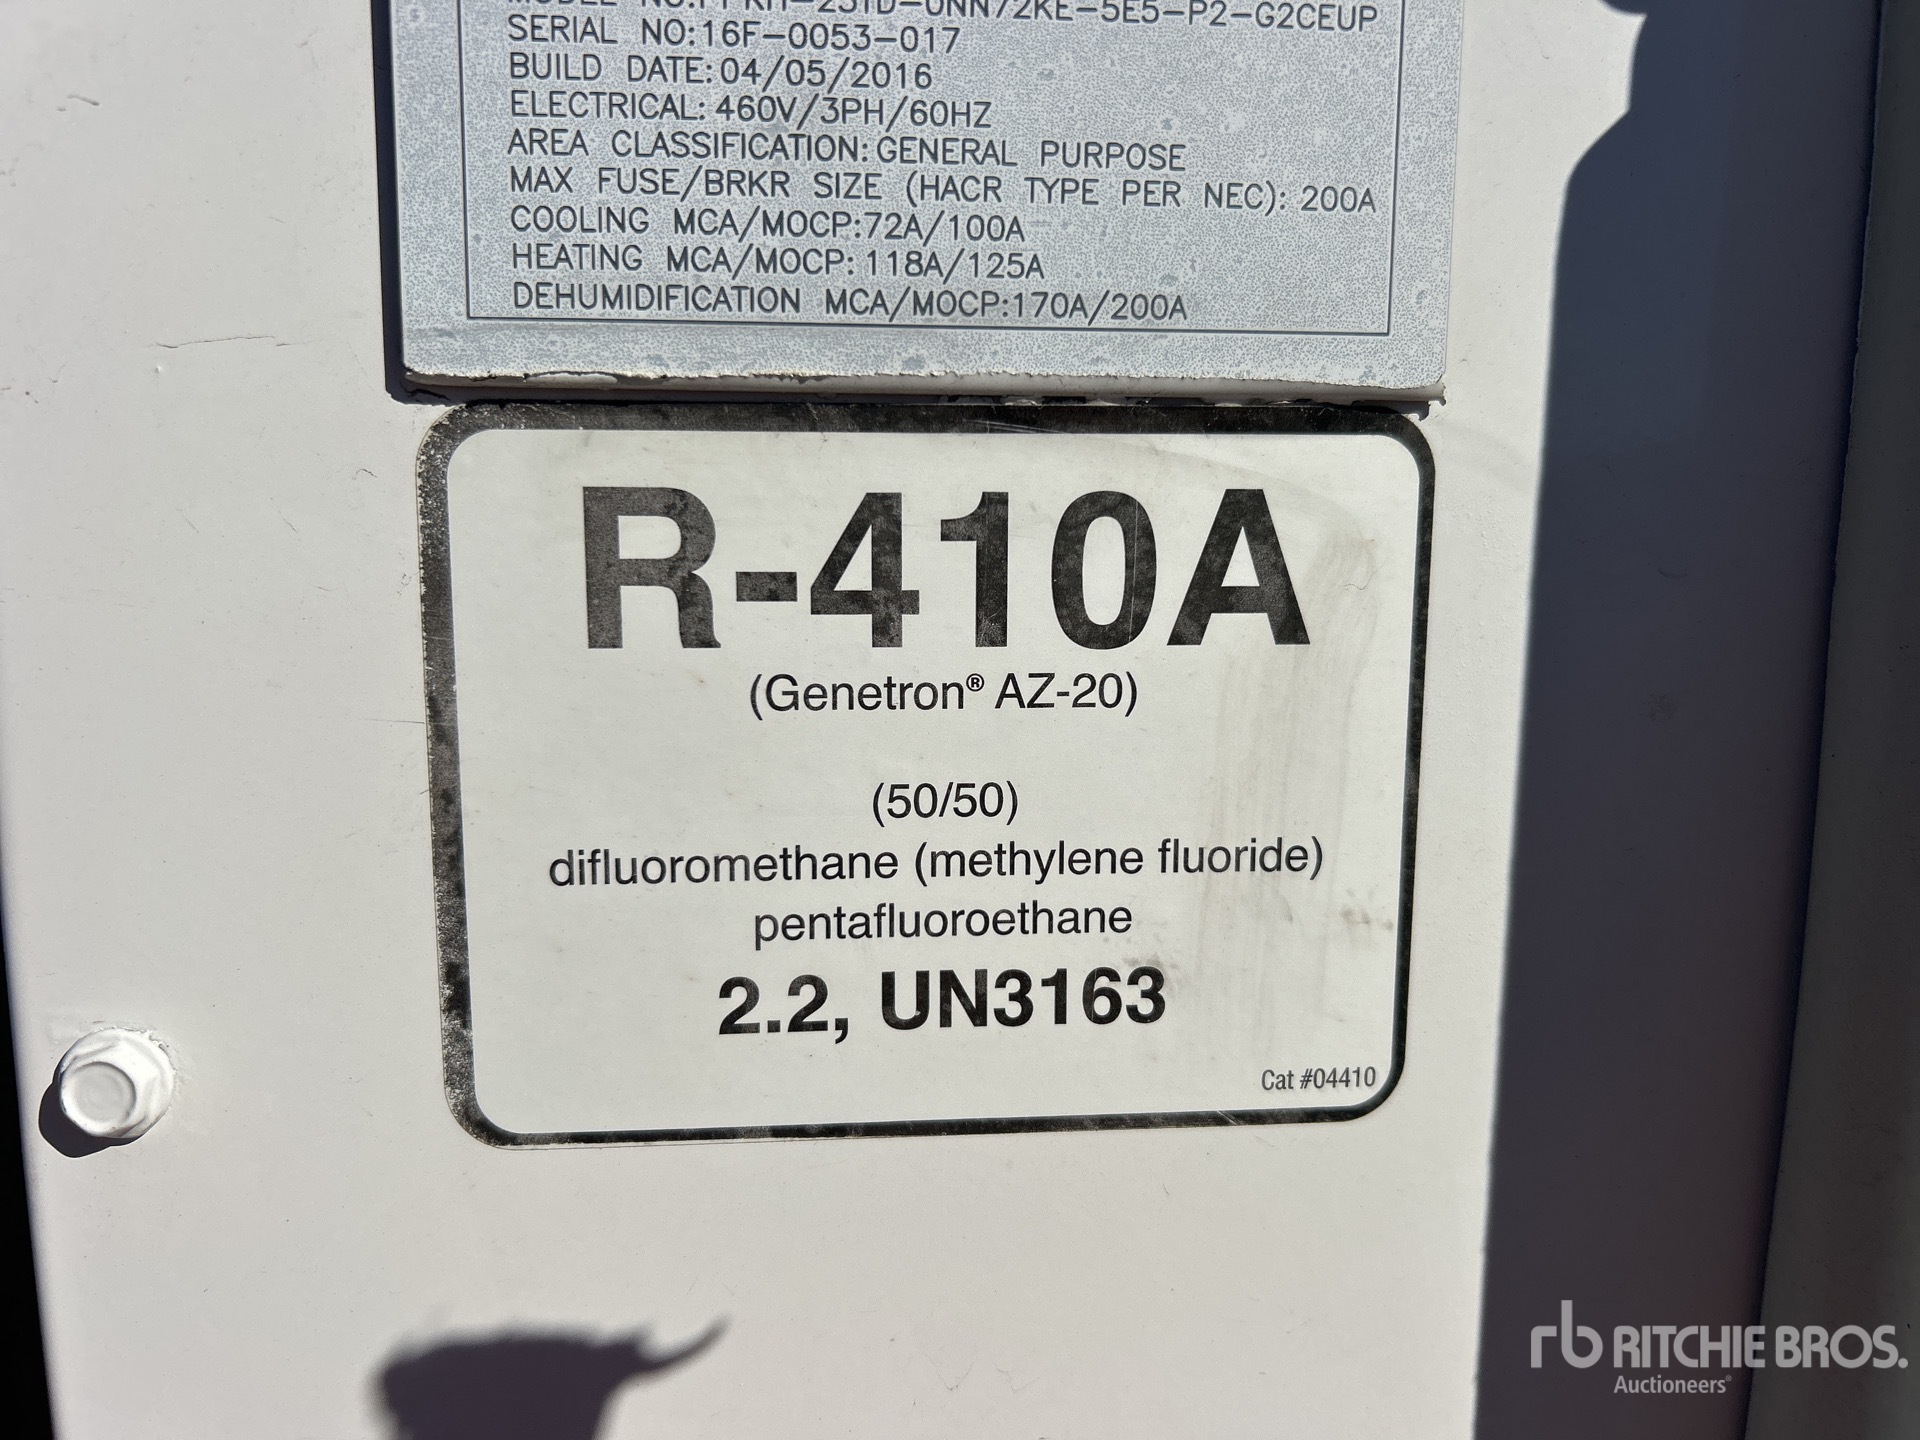 MODEL NO:
SERIAL NO:16F-0053-017
BUILD DATE:04/05/2016
ELECTRICAL:460V/3PH/60HZ
AREA CLASSIFICATION:GENERAL PURPOSE
MAX FUSE/BRKR SIZE (HACR TYPE PER NEC): 200A
COOLING MCA/MOCP:72A/100A
HEATING MCA/MOCP: 118A/125A
DEHUMIDIFICATION MCA/MOCP:170A/200A
R-410A
(Genetron® AZ-20)
(50/50)
difluoromethane (methylene fluoride)
pentafluoroethane
2.2, UN3163
Cat #04410
rb RITCHIE BROS.
Auctioneers®